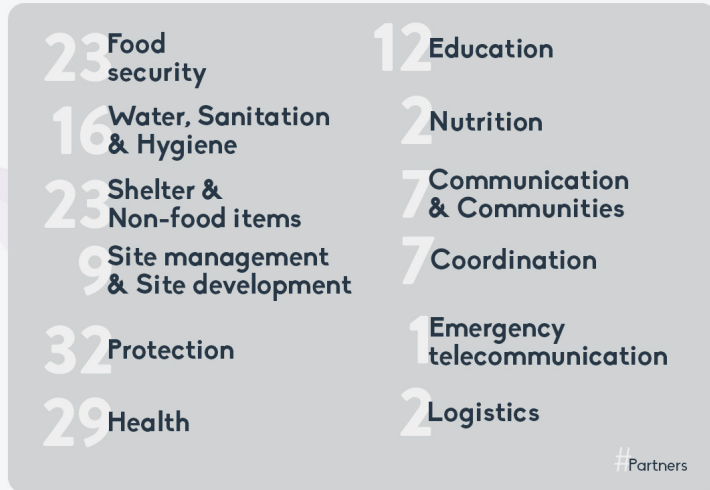 23 Food
security
16 Water, Sanitation
& Hygiene
23 Shelter &
Non-food items
9 Site management
& Site development
32 Protection
29 Health
12 Education
2 Nutrition
7 Communication
& Communities
7 Coordination
1 Emergency
telecommunication
2 Logistics
#Partners